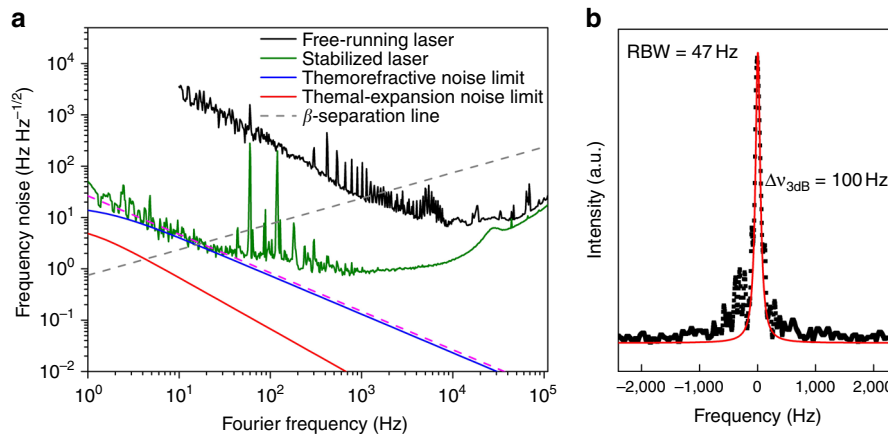 a
Frequency noise (Hz Hz⁻¹/²)
10⁴
10³
10²
10¹
10⁰
10⁻¹
10⁻²
Free-running laser
Stabilized laser
Themorefractive noise limit
Themal-expansion noise limit
β-separation line
10⁰ 10¹ 10² 10³ 10⁴ 10⁵
Fourier frequency (Hz)
b
Intensity (a.u.)
RBW = 47 Hz
Δν3dB = 100 Hz
−2,000 −1,000 0 1,000 2,000
Frequency (Hz)